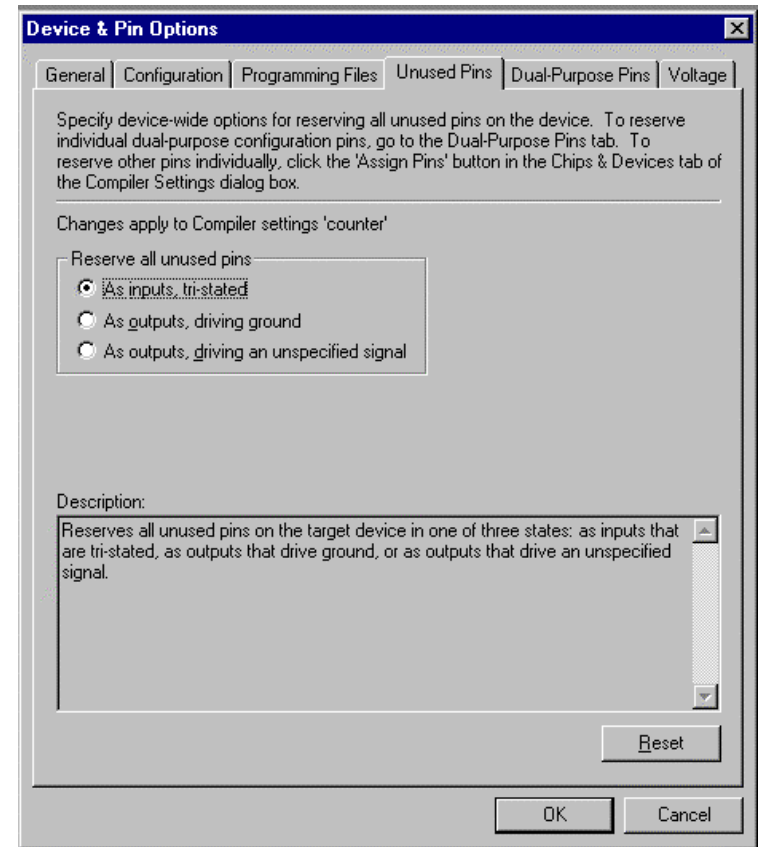 Device & Pin Options
General Configuration Programming Files Unused Pins Dual-Purpose Pins Voltage
Specify device-wide options for reserving all unused pins on the device. To reserve
individual dual-purpose configuration pins, go to the Dual-Purpose Pins tab. To
reserve other pins individually, click the 'Assign Pins' button in the Chips & Devices tab of
the Compiler Settings dialog box.
Changes apply to Compiler settings 'counter'
Reserve all unused pins
As inputs, tri-stated
As outputs, driving ground
As outputs, driving an unspecified signal
Description:
Reserves all unused pins on the target device in one of three states: as inputs that
are tri-stated, as outputs that drive ground, or as outputs that drive an unspecified
signal.
Reset
OK Cancel